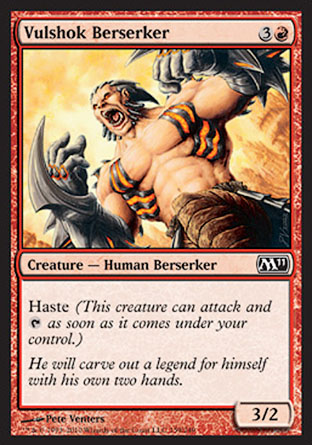 Vulshok Berserker 3
Creature — Human Berserker M11
Haste (This creature can attack and
as soon as it comes under your
control.)
He will carve out a legend for himself
with his own two hands.
Pete Venters
3/2